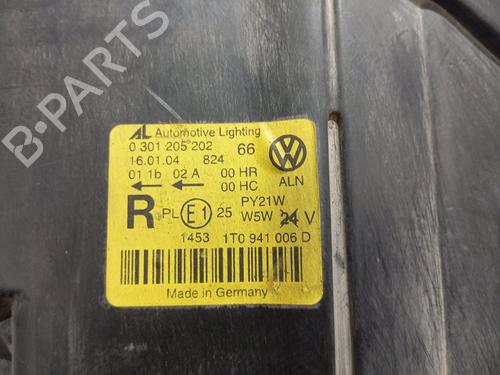 AL Automotive Lighting
0 301 205 202 66
16.01.04 824
01 1b 02 A 00 HR
00 HC ALN
PY21W
R PL E1 25 W5W 24 V
1453 1T0 941 006 D
Made in Germany
B-PARTS